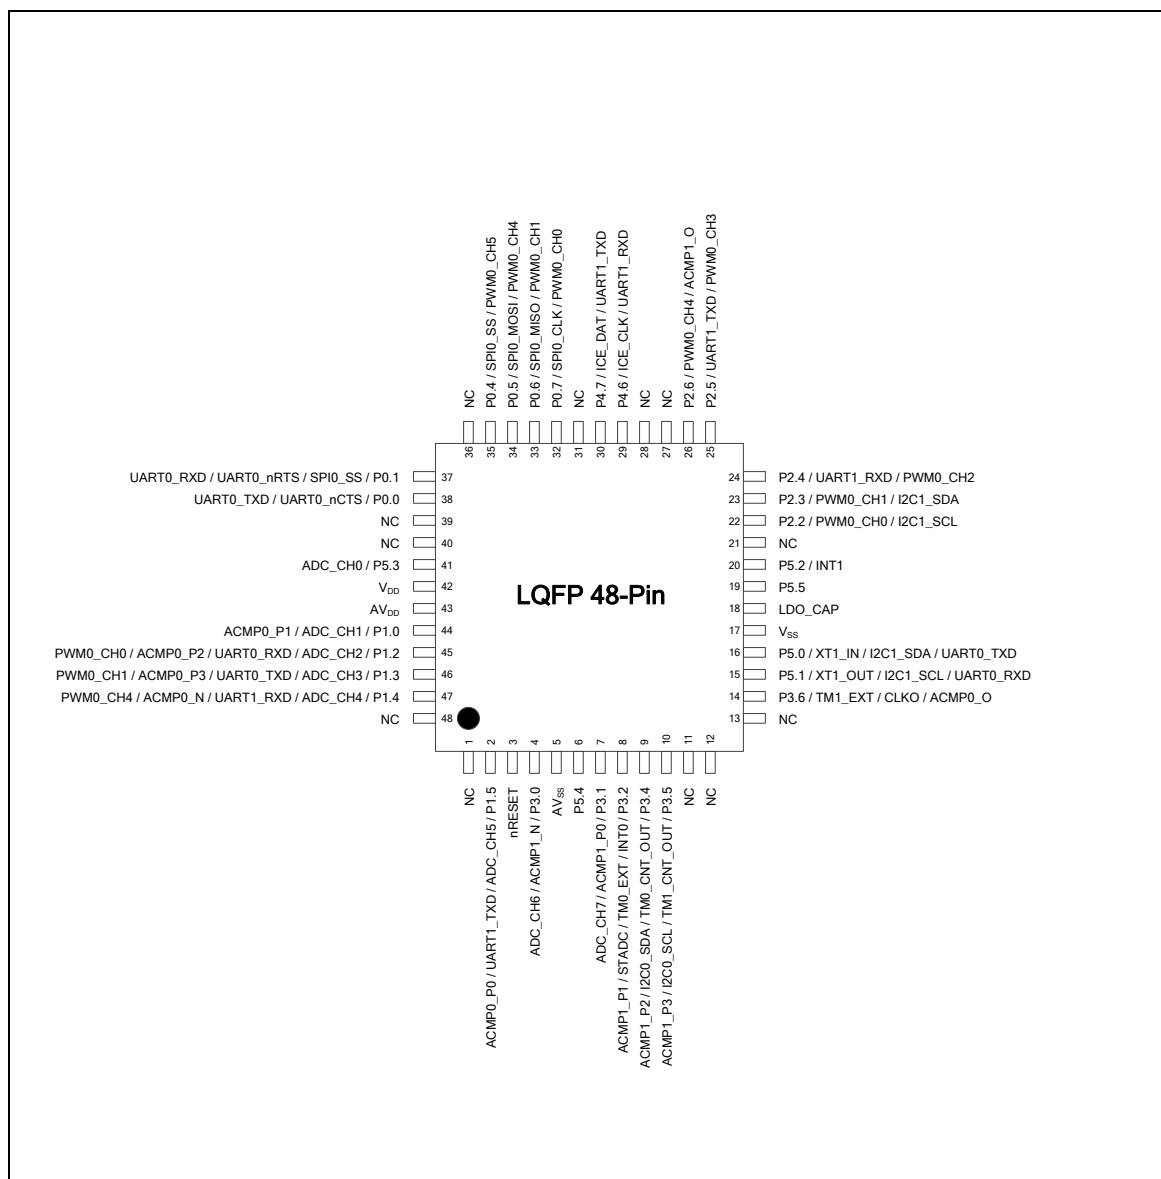 NC
P0.4 / SPI0_SS / PWM0_CH5
P0.5 / SPI0_MOSI / PWM0_CH4
P0.6 / SPI0_MISO / PWM0_CH1
P0.7 / SPI0_CLK / PWM0_CH0
NC
P4.7 / ICE_DAT / UART1_TXD
P4.6 / ICE_CLK / UART1_RXD
NC
NC
P2.6 / PWM0_CH4 / ACMP1_O
P2.5 / UART1_TXD / PWM0_CH3
36
35
34
33
32
31
30
29
28
27
26
25
UART0_RXD / UART0_nRTS / SPI0_SS / P0.1
37
UART0_TXD / UART0_nCTS / P0.0
38
NC
39
NC
40
ADC_CH0 / P5.3
41
VDD
42
AVDD
43
ACMP0_P1 / ADC_CH1 / P1.0
44
PWM0_CH0 / ACMP0_P2 / UART0_RXD / ADC_CH2 / P1.2
45
PWM0_CH1 / ACMP0_P3 / UART0_TXD / ADC_CH3 / P1.3
46
PWM0_CH4 / ACMP0_N / UART1_RXD / ADC_CH4 / P1.4
47
NC
48
LQFP 48-Pin
24
P2.4 / UART1_RXD / PWM0_CH2
23
P2.3 / PWM0_CH1 / I2C1_SDA
22
P2.2 / PWM0_CH0 / I2C1_SCL
21
NC
20
P5.2 / INT1
19
P5.5
18
LDO_CAP
17
VSS
16
P5.0 / XT1_IN / I2C1_SDA / UART0_TXD
15
P5.1 / XT1_OUT / I2C1_SCL / UART0_RXD
14
P3.6 / TM1_EXT / CLKO / ACMP0_O
13
NC
1
2
3
4
5
6
7
8
9
10
11
12
NC
ACMP0_P0 / UART1_TXD / ADC_CH5 / P1.5
nRESET
ADC_CH6 / ACMP1_N / P3.0
AVSS
P5.4
ADC_CH7 / ACMP1_P0 / P3.1
ACMP1_P1 / STADC / TM0_EXT / INT0 / P3.2
ACMP1_P2 / I2C0_SDA / TM0_CNT_OUT / P3.4
ACMP1_P3 / I2C0_SCL / TM1_CNT_OUT / P3.5
NC
NC